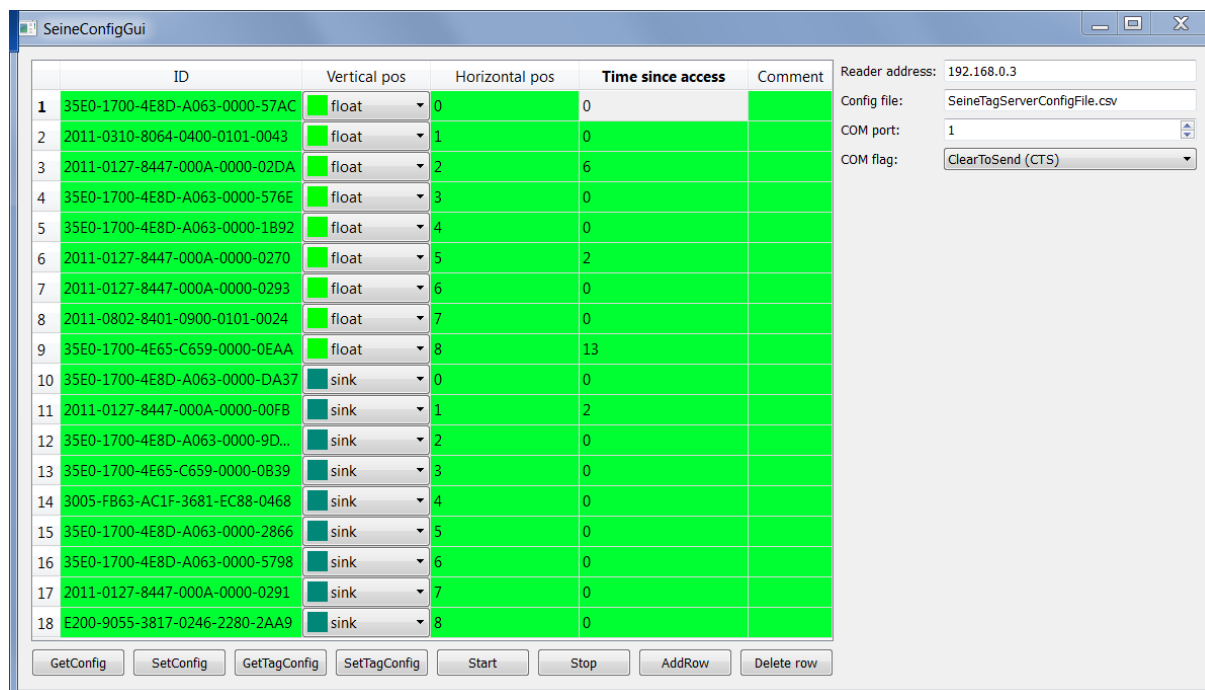 SeineConfigGui
ID Vertical pos Horizontal pos Time since access Comment
1 35E0-1700-4E8D-A063-0000-57AC float 0 0
2 2011-0310-8064-0400-0101-0043 float 1 0
3 2011-0127-8447-000A-0000-02DA float 2 6
4 35E0-1700-4E8D-A063-0000-576E float 3 0
5 35E0-1700-4E8D-A063-0000-1B92 float 4 0
6 2011-0127-8447-000A-0000-0270 float 5 2
7 2011-0127-8447-000A-0000-0293 float 6 0
8 2011-0802-8401-0900-0101-0024 float 7 0
9 35E0-1700-4E65-C659-0000-0EAA float 8 13
10 35E0-1700-4E8D-A063-0000-DA37 sink 0 0
11 2011-0127-8447-000A-0000-00FB sink 1 2
12 35E0-1700-4E8D-A063-0000-9D... sink 2 0
13 35E0-1700-4E65-C659-0000-0B39 sink 3 0
14 3005-FB63-AC1F-3681-EC88-0468 sink 4 0
15 35E0-1700-4E8D-A063-0000-2866 sink 5 0
16 35E0-1700-4E8D-A063-0000-5798 sink 6 0
17 2011-0127-8447-000A-0000-0291 sink 7 0
18 E200-9055-3817-0246-2280-2AA9 sink 8 0
GetConfig SetConfig GetTagConfig SetTagConfig Start Stop AddRow Delete row
Reader address: 192.168.0.3
Config file: SeineTagServerConfigFile.csv
COM port: 1
COM flag: ClearToSend (CTS)